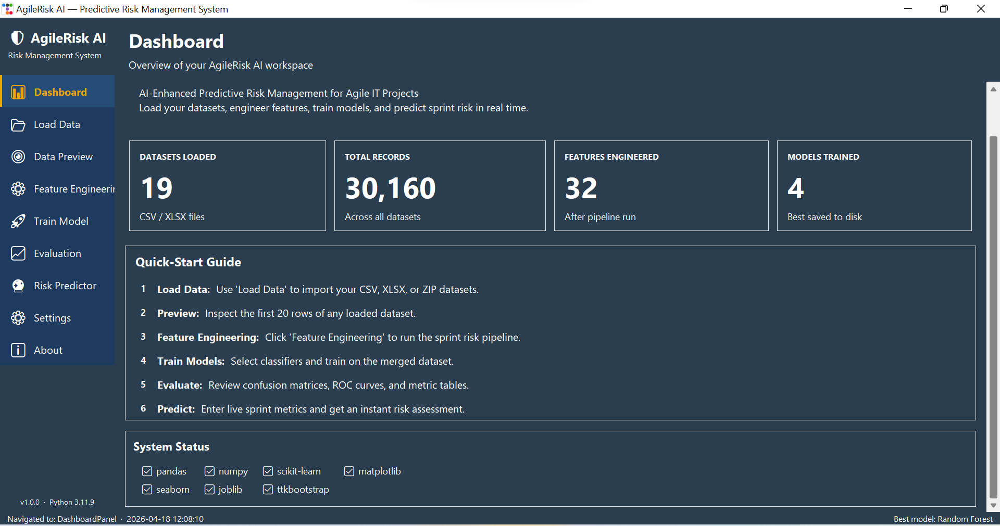 AgileRisk AI — Predictive Risk Management System
AgileRisk AI
Risk Management System
Dashboard
Load Data
Data Preview
Feature Engineerin
Train Model
Evaluation
Risk Predictor
Settings
About
v1.0.0 · Python 3.11.9
Dashboard
Overview of your AgileRisk AI workspace
AI-Enhanced Predictive Risk Management for Agile IT Projects
Load your datasets, engineer features, train models, and predict sprint risk in real time.
DATASETS LOADED
19
CSV / XLSX files
TOTAL RECORDS
30,160
Across all datasets
FEATURES ENGINEERED
32
After pipeline run
MODELS TRAINED
4
Best saved to disk
Quick-Start Guide
1 Load Data: Use 'Load Data' to import your CSV, XLSX, or ZIP datasets.
2 Preview: Inspect the first 20 rows of any loaded dataset.
3 Feature Engineering: Click 'Feature Engineering' to run the sprint risk pipeline.
4 Train Models: Select classifiers and train on the merged dataset.
5 Evaluate: Review confusion matrices, ROC curves, and metric tables.
6 Predict: Enter live sprint metrics and get an instant risk assessment.
System Status
pandas numpy scikit-learn matplotlib
seaborn joblib ttkbootstrap
Navigated to: DashboardPanel · 2026-04-18 12:08:10
Best model: Random Forest